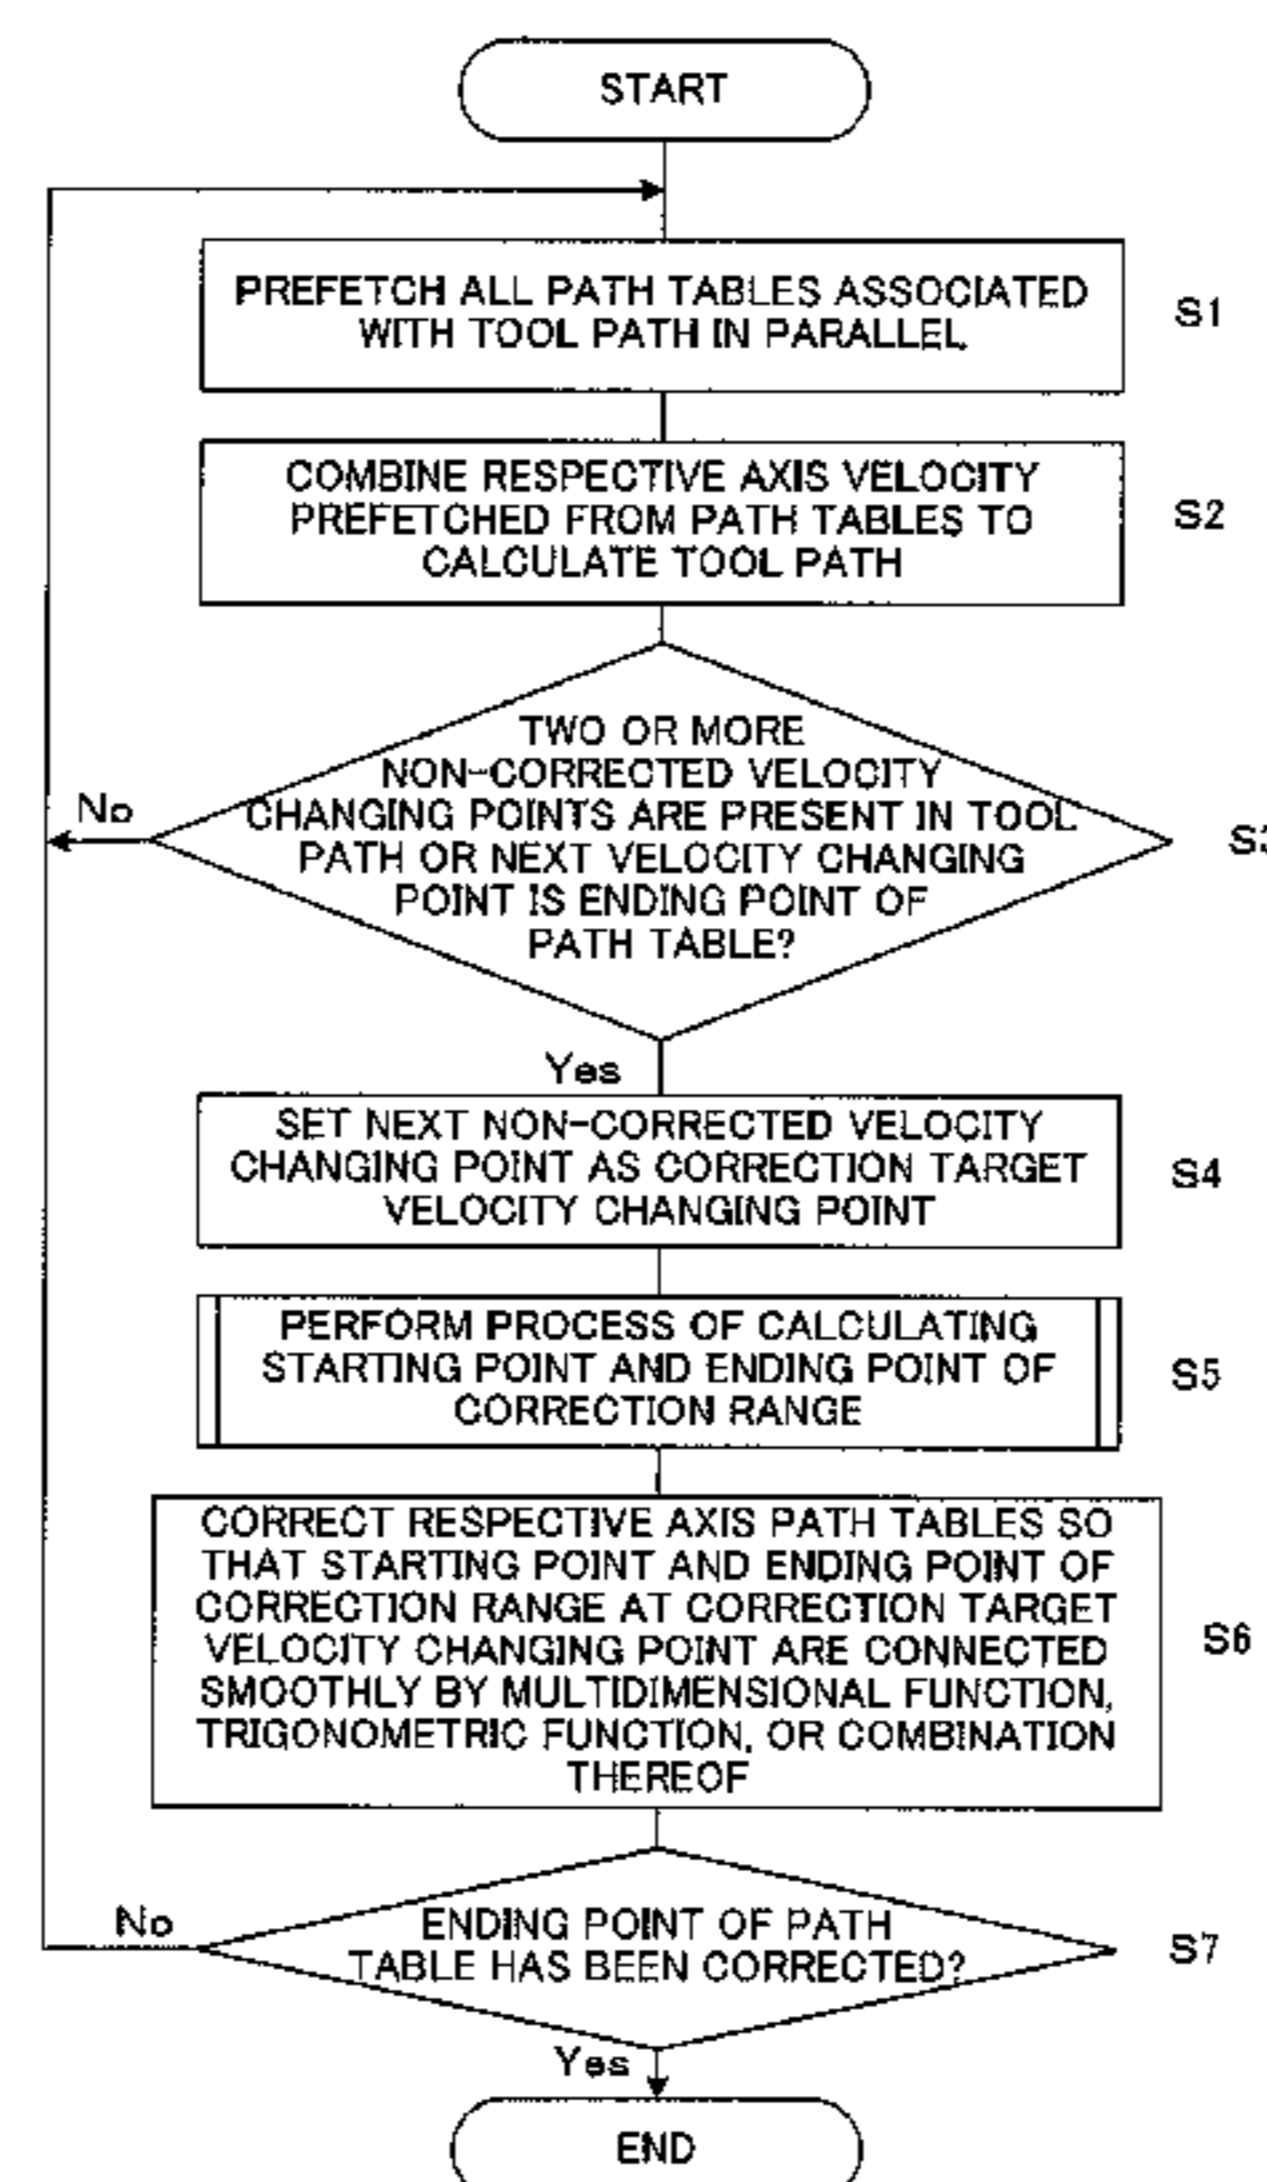 START
PREFETCH ALL PATH TABLES ASSOCIATED
WITH TOOL PATH IN PARALLEL
S1
COMBINE RESPECTIVE AXIS VELOCITY
PREFETCHED FROM PATH TABLES TO
CALCULATE TOOL PATH
S2
TWO OR MORE
NON-CORRECTED VELOCITY
CHANGING POINTS ARE PRESENT IN TOOL
PATH OR NEXT VELOCITY CHANGING
POINT IS ENDING POINT OF
PATH TABLE?
No
S3
Yes
SET NEXT NON-CORRECTED VELOCITY
CHANGING POINT AS CORRECTION TARGET
VELOCITY CHANGING POINT
S4
PERFORM PROCESS OF CALCULATING
STARTING POINT AND ENDING POINT OF
CORRECTION RANGE
S5
CORRECT RESPECTIVE AXIS PATH TABLES SO
THAT STARTING POINT AND ENDING POINT OF
CORRECTION RANGE AT CORRECTION TARGET
VELOCITY CHANGING POINT ARE CONNECTED
SMOOTHLY BY MULTIDIMENSIONAL FUNCTION,
TRIGONOMETRIC FUNCTION, OR COMBINATION
THEREOF
S6
No
ENDING POINT OF PATH
TABLE HAS BEEN CORRECTED?
S7
Yes
END